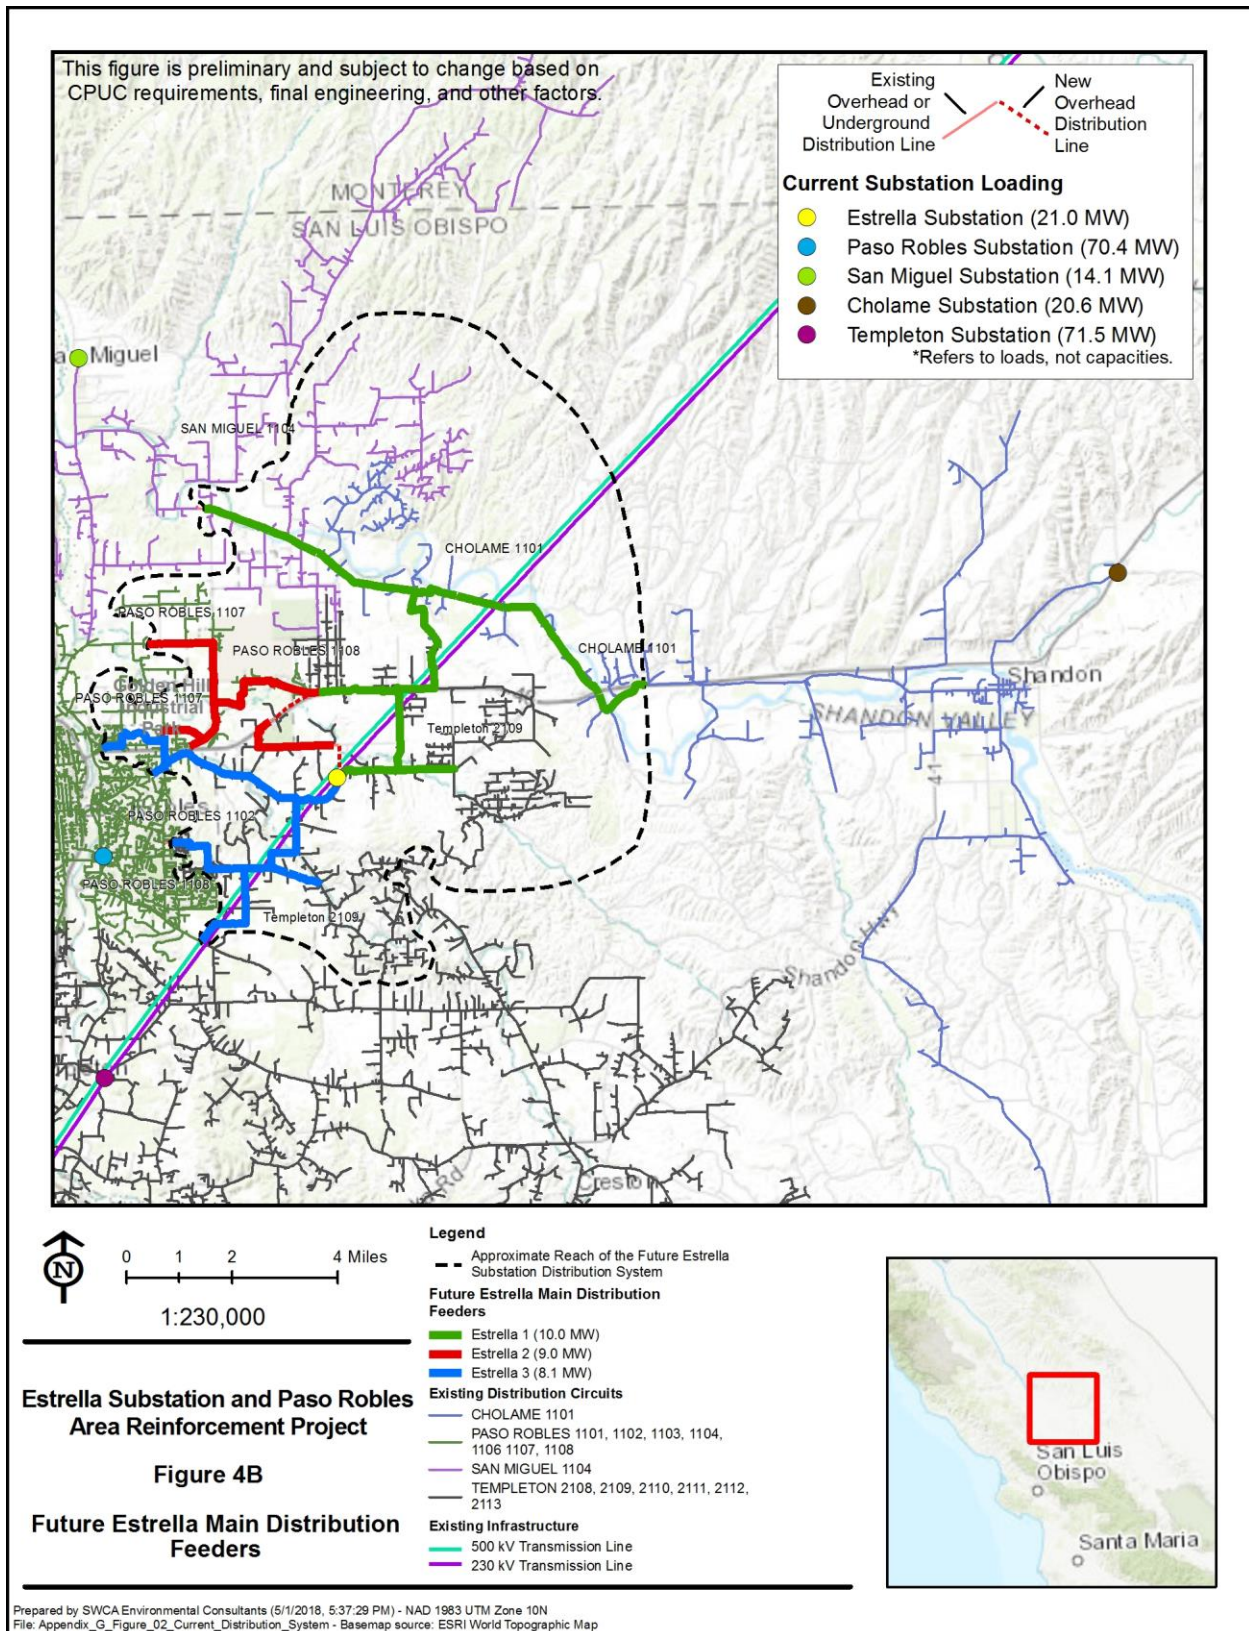 This figure is preliminary and subject to change based on
CPUC requirements, final engineering, and other factors.
Existing
Overhead or
Underground
Distribution Line
New
Overhead
Distribution
Line
Current Substation Loading
Estrella Substation (21.0 MW)
Paso Robles Substation (70.4 MW)
San Miguel Substation (14.1 MW)
Cholame Substation (20.6 MW)
Templeton Substation (71.5 MW)
*Refers to loads, not capacities.
MONTEREY
SAN LUIS OBISPO
Miguel
SAN MIGUEL 1104
CHOLAME 1101
PASO ROBLES 1107
PASO ROBLES 1108
CHOLAME 1101
Golden Hill
PASO ROBLES 1107
Industrial
Park
46
Shandon
SHANDON VALLEY
Templeton 2109
41
PASO ROBLES 1102
PASO ROBLES 1108
Templeton 2109
Shandon Hwy
Creston
Rd
N
0 1 2 4 Miles
1:230,000
Estrella Substation and Paso Robles
Area Reinforcement Project
Figure 4B
Future Estrella Main Distribution
Feeders
Legend
Approximate Reach of the Future Estrella
Substation Distribution System
Future Estrella Main Distribution
Feeders
Estrella 1 (10.0 MW)
Estrella 2 (9.0 MW)
Estrella 3 (8.1 MW)
Existing Distribution Circuits
CHOLAME 1101
PASO ROBLES 1101, 1102, 1103, 1104,
1106 1107, 1108
SAN MIGUEL 1104
TEMPLETON 2108, 2109, 2110, 2111, 2112,
2113
Existing Infrastructure
500 kV Transmission Line
230 kV Transmission Line
San Luis
Obispo
Santa Maria
Prepared by SWCA Environmental Consultants (5/1/2018, 5:37:29 PM) - NAD 1983 UTM Zone 10N
File: Appendix_G_Figure_02_Current_Distribution_System - Basemap source: ESRI World Topographic Map